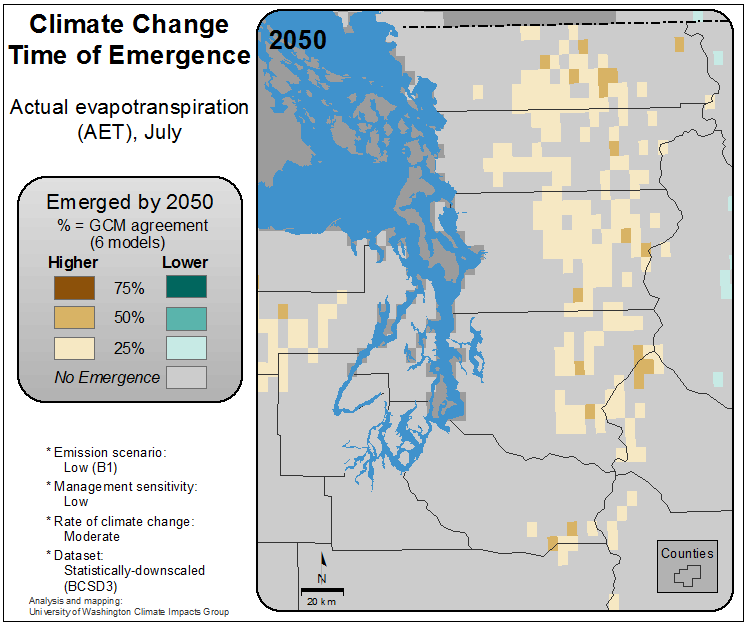 Climate Change
Time of Emergence
Actual evapotranspiration
(AET), July
Emerged by 2050
% = GCM agreement
(6 models)
Higher Lower
75%
50%
25%
No Emergence
* Emission scenario:
Low (B1)
* Management sensitivity:
Low
* Rate of climate change:
Moderate
* Dataset:
Statistically-downscaled
(BCSD3)
Analysis and mapping:
University of Washington Climate Impacts Group
2050
N
20 km
Counties